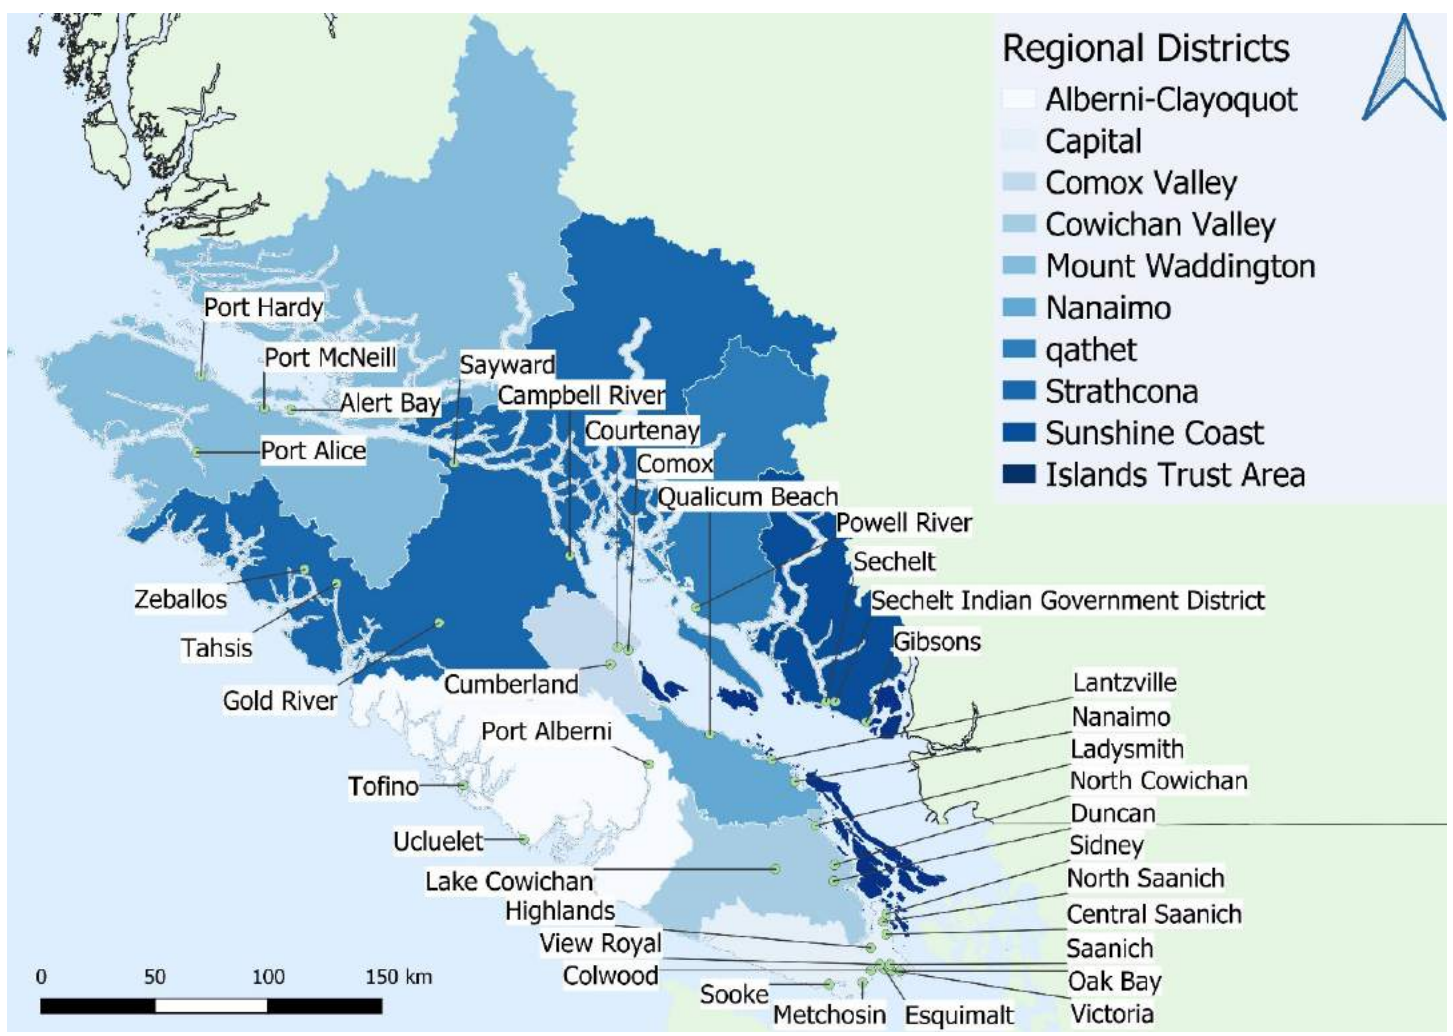 Regional Districts
Alberni-Clayoquot
Capital
Comox Valley
Cowichan Valley
Mount Waddington
Nanaimo
qathet
Strathcona
Sunshine Coast
Islands Trust Area
Port Hardy
Port McNeill
Sayward
Alert Bay
Campbell River
Courtenay
Port Alice
Comox
Qualicum Beach
Powell River
Sechelt
Zeballos
Sechelt Indian Government District
Tahsis
Gibsons
Gold River
Cumberland
Lantzville
Port Alberni
Nanaimo
Ladysmith
Tofino
North Cowichan
Duncan
Ucluelet
Sidney
Lake Cowichan
North Saanich
Highlands
Central Saanich
View Royal
Saanich
Colwood
Oak Bay
Sooke
Metchosin
Esquimalt
Victoria
0 50 100 150 km